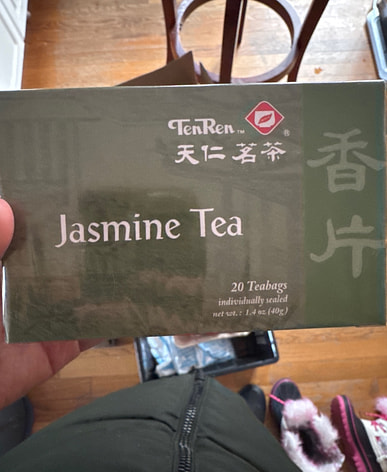 TenRen™
®
天仁茗茶
香片
Jasmine Tea
20 Teabags
individually sealed
net wt.: 1.4 oz (40g)